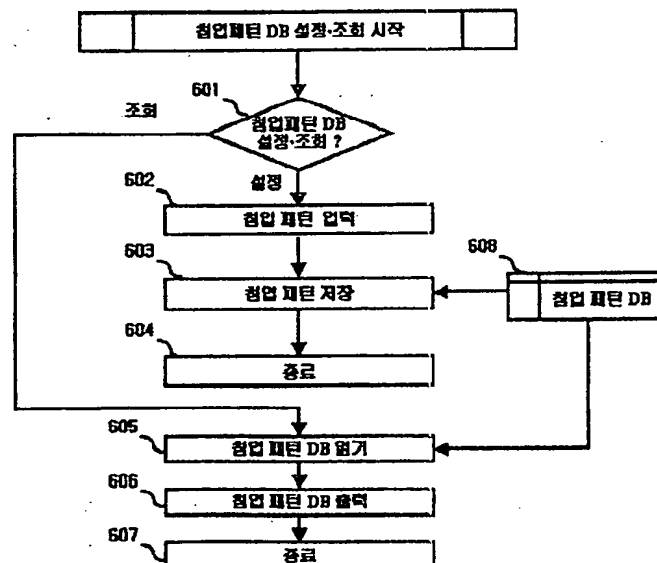 침입패턴 DB 설정·조회 시작
601
조회
침입패턴 DB
설정·조회 ?
설정
602
침입 패턴 입력
603
침입 패턴 저장
608
침입 패턴 DB
604
종료
605
침입 패턴 DB 읽기
606
침입 패턴 DB 출력
607
종료